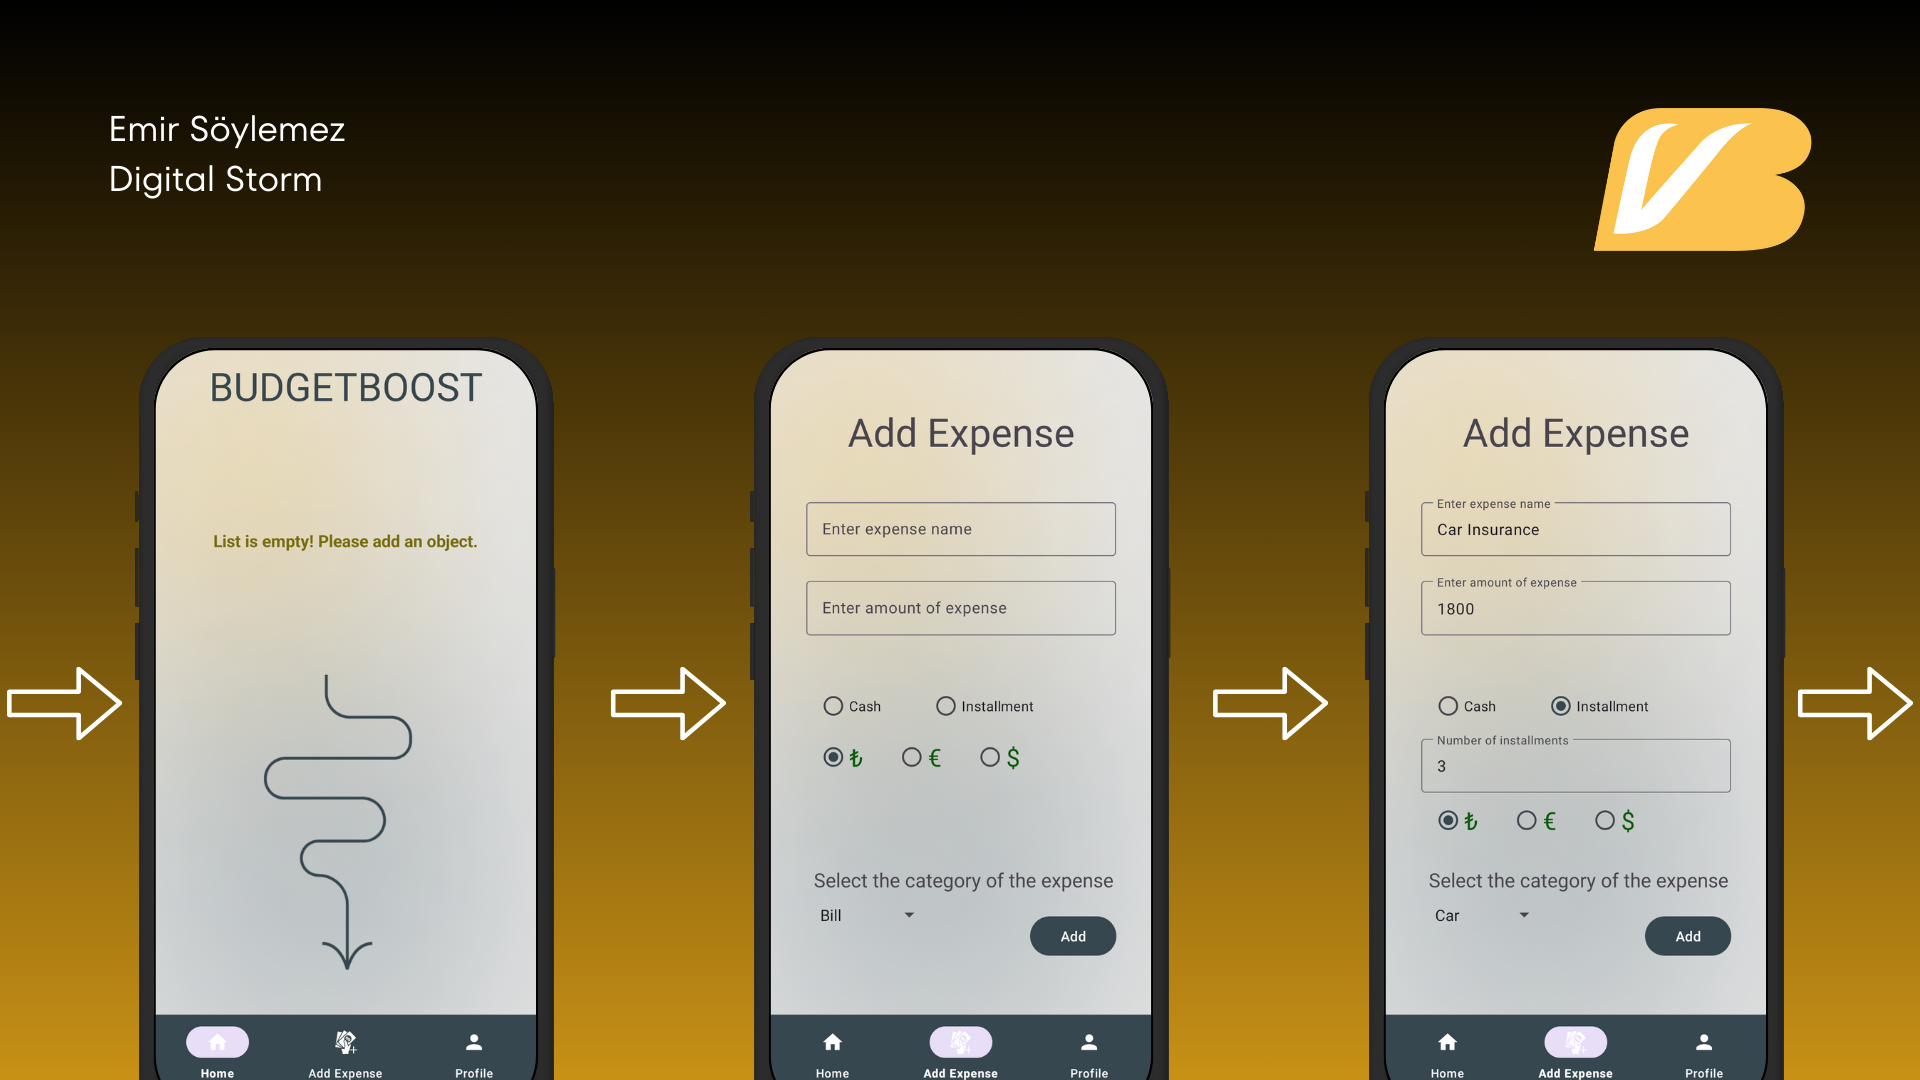 Emir Söylemez
Digital Storm
VB
BUDGETBOOST
List is empty! Please add an object.
Home
Add Expense
Profile
Add Expense
Enter expense name
Enter amount of expense
Cash
Installment
₺
€
$
Select the category of the expense
Bill
Add
Home
Add Expense
Profile
Add Expense
Enter expense name
Car Insurance
Enter amount of expense
1800
Cash
Installment
Number of installments
3
₺
€
$
Select the category of the expense
Car
Add
Home
Add Expense
Profile